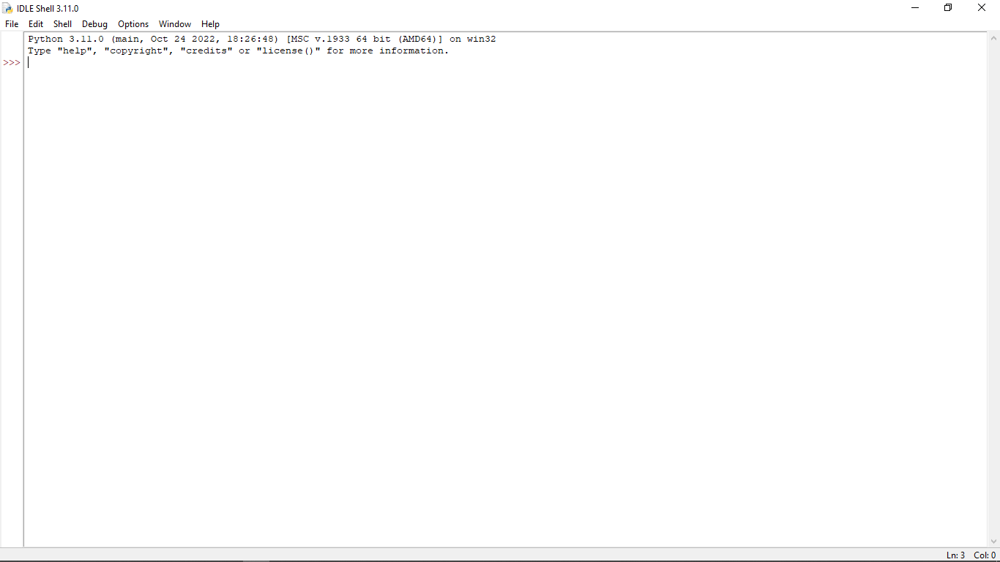 IDLE Shell 3.11.0
File Edit Shell Debug Options Window Help
Python 3.11.0 (main, Oct 24 2022, 18:26:48) [MSC v.1933 64 bit (AMD64)] on win32
Type "help", "copyright", "credits" or "license()" for more information.
>>>
Ln: 3 Col: 0